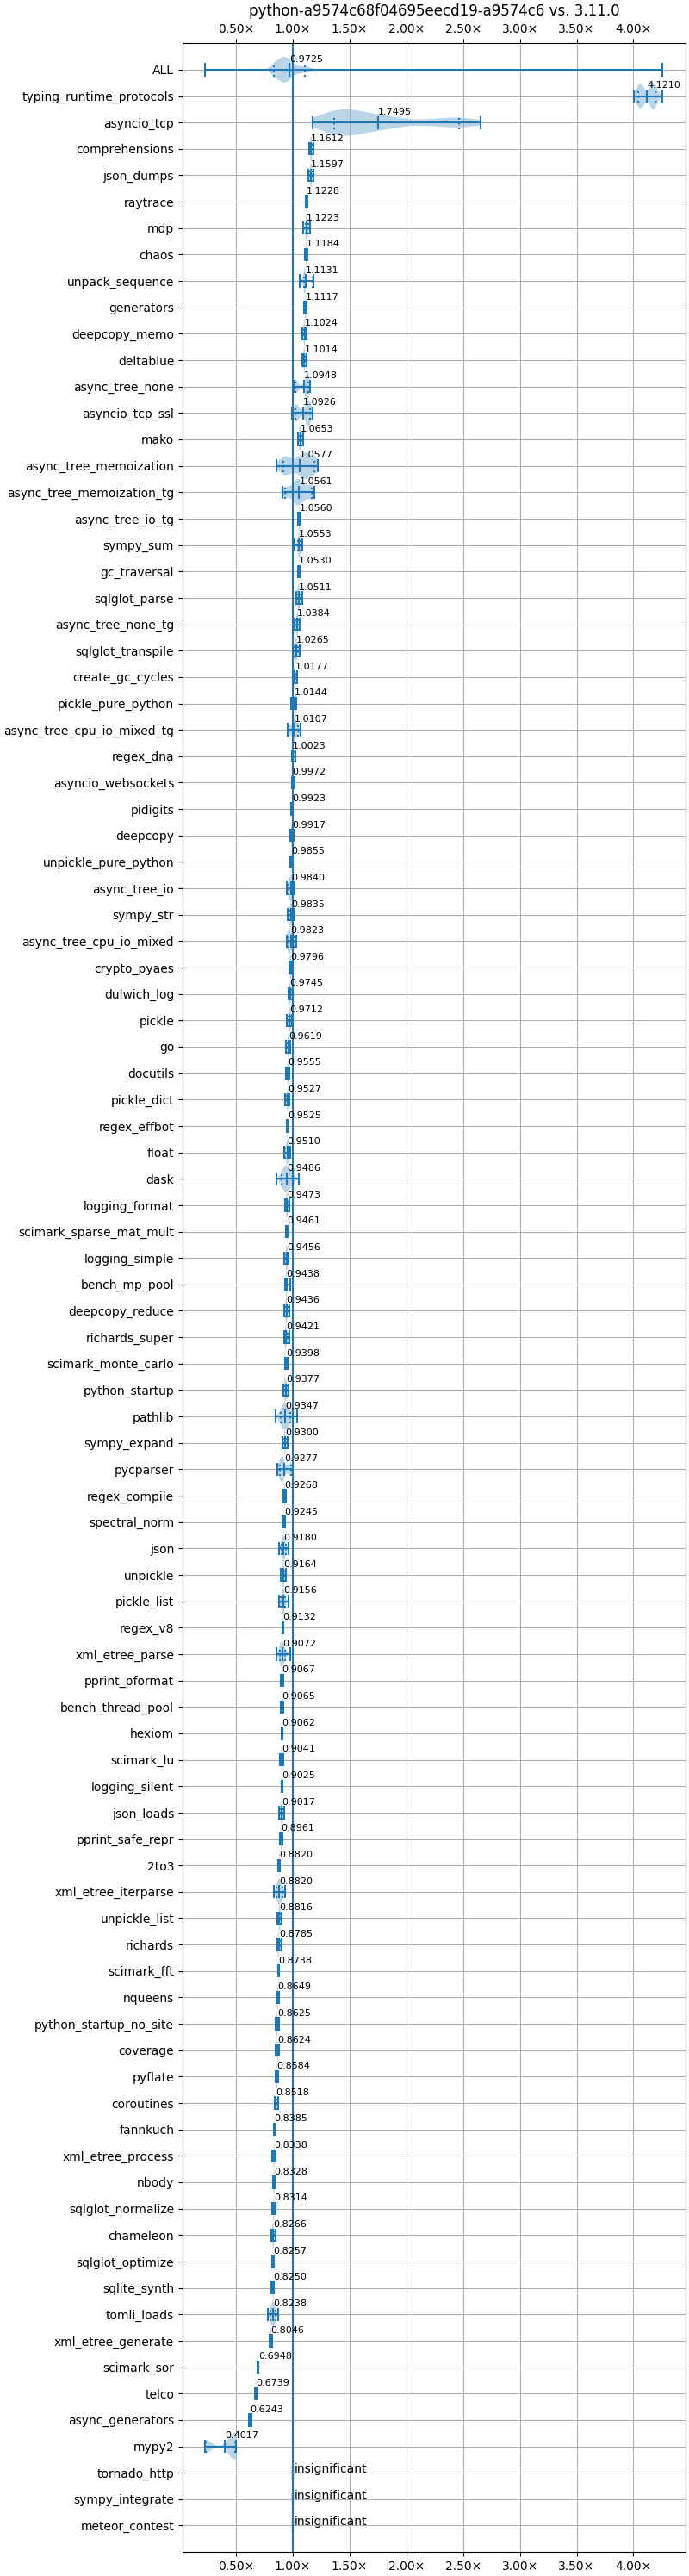 python-a9574c68f04695eecd19-a9574c6 vs. 3.11.0
0.50× 1.00× 1.50× 2.00× 2.50× 3.00× 3.50× 4.00×
ALL 0.9725
typing_runtime_protocols 4.1210
asyncio_tcp 1.7495
comprehensions 1.1612
json_dumps 1.1597
raytrace 1.1228
mdp 1.1223
chaos 1.1184
unpack_sequence 1.1131
generators 1.1117
deepcopy_memo 1.1024
deltablue 1.1014
async_tree_none 1.0948
asyncio_tcp_ssl 1.0926
mako 1.0653
async_tree_memoization 1.0577
async_tree_memoization_tg 1.0561
async_tree_io_tg 1.0560
sympy_sum 1.0553
gc_traversal 1.0530
sqlglot_parse 1.0511
async_tree_none_tg 1.0384
sqlglot_transpile 1.0265
create_gc_cycles 1.0177
pickle_pure_python 1.0144
async_tree_cpu_io_mixed_tg 1.0107
regex_dna 1.0023
asyncio_websockets 0.9972
pidigits 0.9923
deepcopy 0.9917
unpickle_pure_python 0.9855
async_tree_io 0.9840
sympy_str 0.9835
async_tree_cpu_io_mixed 0.9823
crypto_pyaes 0.9796
dulwich_log 0.9745
pickle 0.9712
go 0.9619
docutils 0.9555
pickle_dict 0.9527
regex_effbot 0.9525
float 0.9510
dask 0.9486
logging_format 0.9473
scimark_sparse_mat_mult 0.9461
logging_simple 0.9456
bench_mp_pool 0.9438
deepcopy_reduce 0.9436
richards_super 0.9421
scimark_monte_carlo 0.9398
python_startup 0.9377
pathlib 0.9347
sympy_expand 0.9300
pycparser 0.9277
regex_compile 0.9268
spectral_norm 0.9245
json 0.9180
unpickle 0.9164
pickle_list 0.9156
regex_v8 0.9132
xml_etree_parse 0.9072
pprint_pformat 0.9067
bench_thread_pool 0.9065
hexiom 0.9062
scimark_lu 0.9041
logging_silent 0.9025
json_loads 0.9017
pprint_safe_repr 0.8961
2to3 0.8820
xml_etree_iterparse 0.8820
unpickle_list 0.8816
richards 0.8785
scimark_fft 0.8738
nqueens 0.8649
python_startup_no_site 0.8625
coverage 0.8624
pyflate 0.8584
coroutines 0.8518
fannkuch 0.8385
xml_etree_process 0.8338
nbody 0.8328
sqlglot_normalize 0.8314
chameleon 0.8266
sqlglot_optimize 0.8257
sqlite_synth 0.8250
tomli_loads 0.8238
xml_etree_generate 0.8046
scimark_sor 0.6948
telco 0.6739
async_generators 0.6243
mypy2 0.4017
tornado_http insignificant
sympy_integrate insignificant
meteor_contest insignificant
0.50× 1.00× 1.50× 2.00× 2.50× 3.00× 3.50× 4.00×